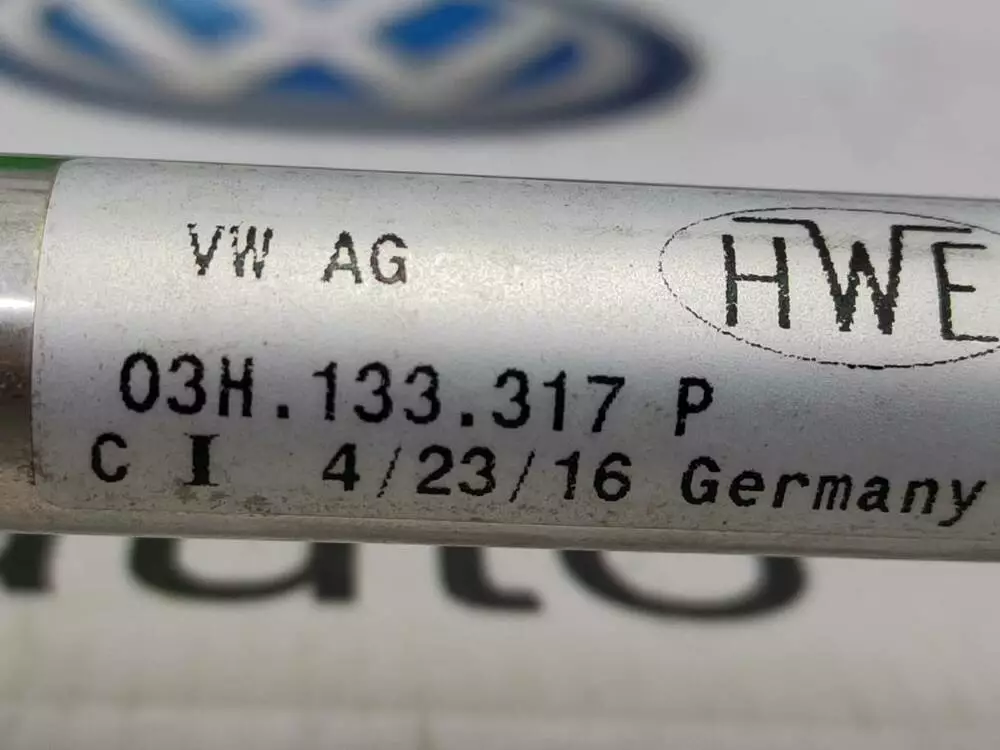 VW AG
HWE
03H.133.317 P
C I 4/23/16 Germany